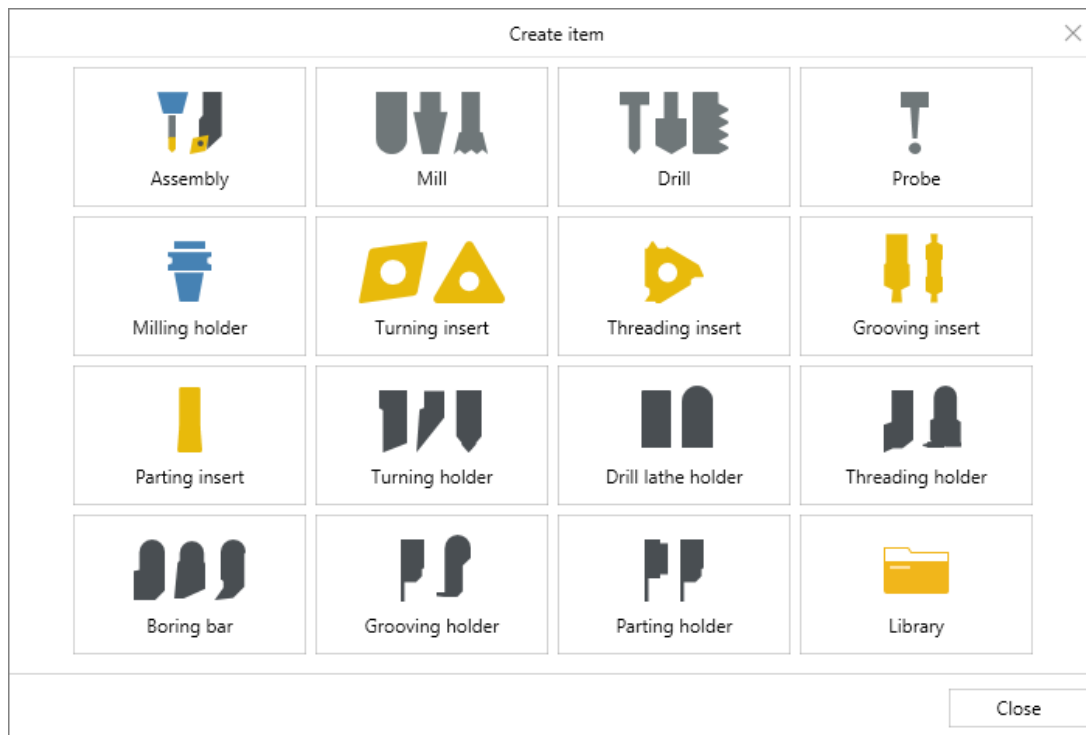 Create item
Assembly
Mill
Drill
Probe
Milling holder
Turning insert
Threading insert
Grooving insert
Parting insert
Turning holder
Drill lathe holder
Threading holder
Boring bar
Grooving holder
Parting holder
Library
Close